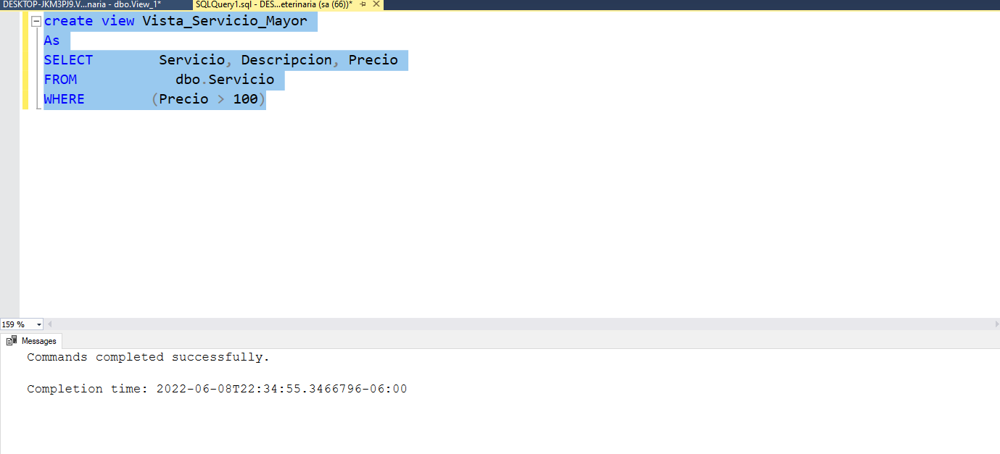 DESKTOP-JKM3PJ9.V...naria - dbo.View_1* SQLQuery1.sql - DES...eterinaria (sa (66))*
create view Vista_Servicio_Mayor
As
SELECT Servicio, Descripcion, Precio
FROM dbo.Servicio
WHERE (Precio > 100)
159 %
Messages
Commands completed successfully.
Completion time: 2022-06-08T22:34:55.3466796-06:00